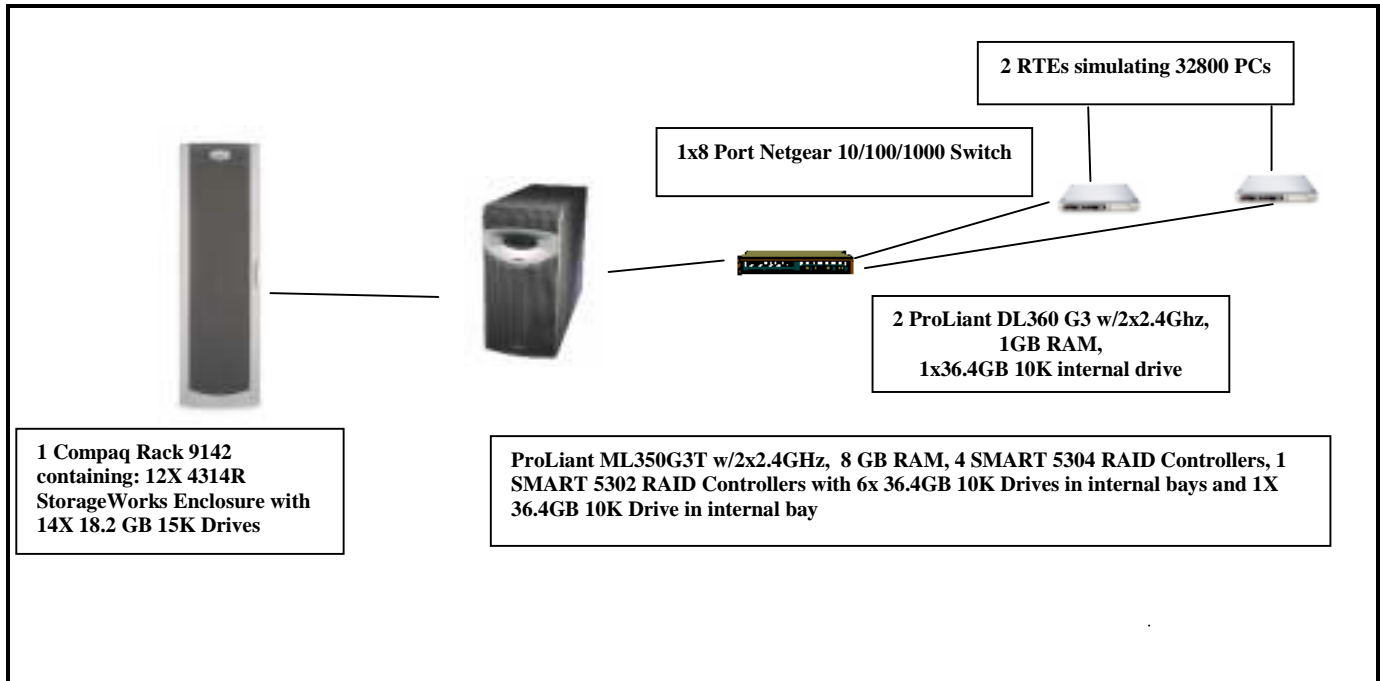 2 RTEs simulating 32800 PCs
1x8 Port Netgear 10/100/1000 Switch
2 ProLiant DL360 G3 w/2x2.4Ghz,
1GB RAM,
1x36.4GB 10K internal drive
1 Compaq Rack 9142
containing: 12X 4314R
StorageWorks Enclosure with
14X 18.2 GB 15K Drives
ProLiant ML350G3T w/2x2.4GHz, 8 GB RAM, 4 SMART 5304 RAID Controllers, 1
SMART 5302 RAID Controllers with 6x 36.4GB 10K Drives in internal bays and 1X
36.4GB 10K Drive in internal bay